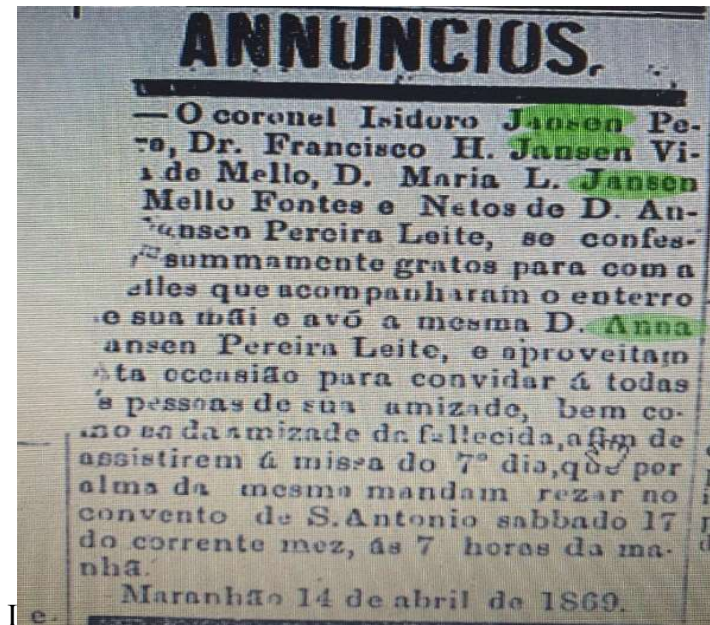 ANNUNCIOS.
— O coronel Isidoro Jansen Pe-
ra, Dr. Francisco H. Jansen Vi-
de Mello, D. Maria L. Jansen
Mello Fontes e Netos de D. An-
Jansen Pereira Leite, se confes-
summamente gratos para com a
elles que acompanharam o enterro
e sua mãi e avó a mesma D. Anna
ansen Pereira Leite, e aproveitam
sta occasião para convidar á todas
s pessoas de sua amizade, bem co-
mo as da amizade da fallecida, afim de
assistirem á missa do 7º dia, que por
alma da mesma mandam rezar no
convento de S. Antonio sabbado 17
do corrente mez, ás 7 horas da ma-
nhã.
Maranhão 14 de abril de 1869.